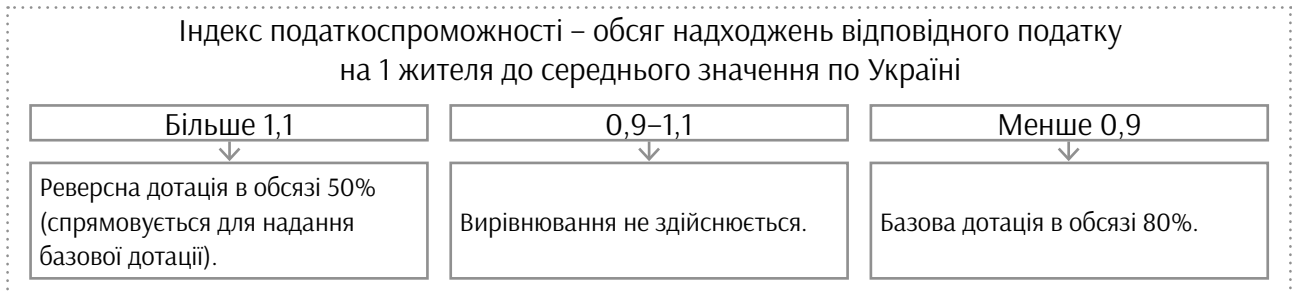 Індекс податкоспроможності – обсяг надходжень відповідного податку
на 1 жителя до середнього значення по Україні
Більше 1,1
0,9–1,1
Менше 0,9
Реверсна дотація в обсязі 50%
(спрямовується для надання
базової дотації).
Вирівнювання не здійснюється.
Базова дотація в обсязі 80%.